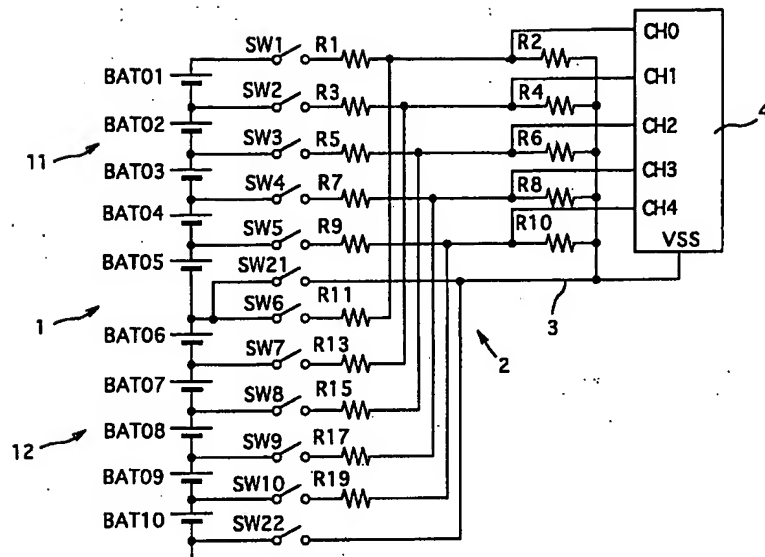 SW1 R1 R2 CH0
BAT01
SW2 R3 R4 CH1
BAT02
SW3 R5 R6 CH2 4
11
BAT03
SW4 R7 R8 CH3
BAT04
SW5 R9 R10 CH4
BAT05
SW21 VSS
1 SW6 R11 3
BAT06
SW7 R13 2
BAT07
SW8 R15
BAT08
12
SW9 R17
BAT09
SW10 R19
BAT10
SW22